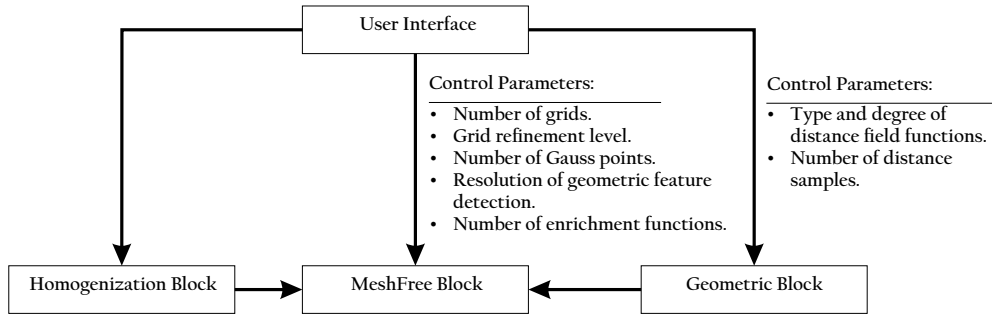 User Interface
Control Parameters:
• Number of grids.
• Grid refinement level.
• Number of Gauss points.
• Resolution of geometric feature
detection.
• Number of enrichment functions.
Control Parameters:
• Type and degree of
distance field functions.
• Number of distance
samples.
Homogenization Block
MeshFree Block
Geometric Block